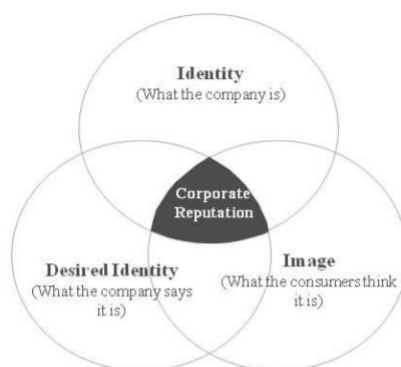 Identity
(What the company is)
Corporate
Reputation
Desired Identity
(What the company says
it is)
Image
(What the consumers think
it is)